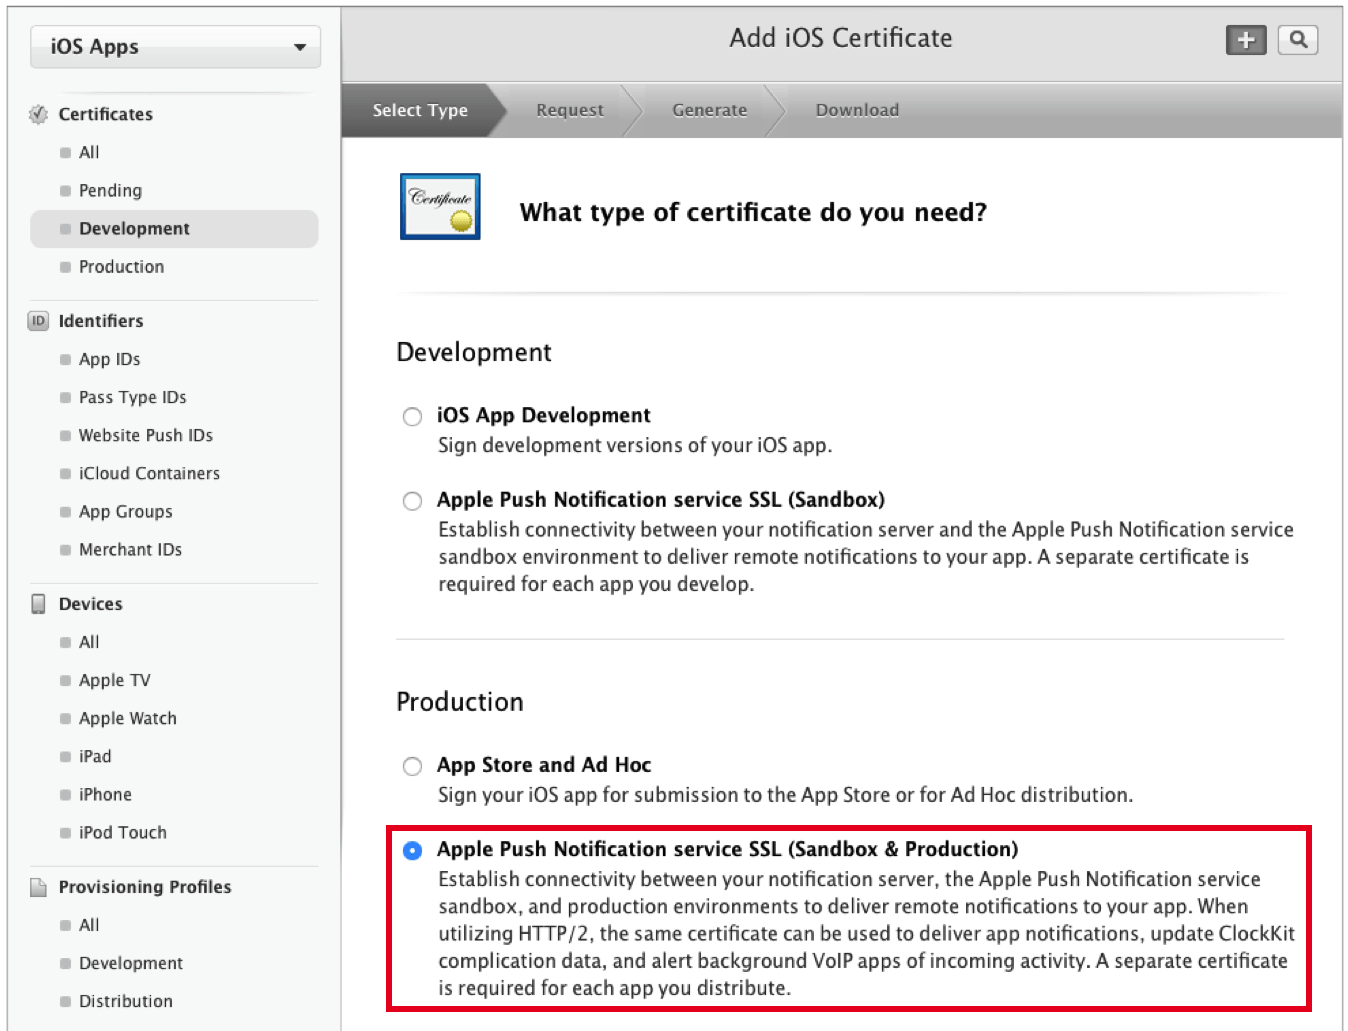 iOS Apps
Certificates
All
Pending
Development
Production
ID
Identifiers
App IDs
Pass Type IDs
Website Push IDs
iCloud Containers
App Groups
Merchant IDs
Devices
All
Apple TV
Apple Watch
iPad
iPhone
iPod Touch
Provisioning Profiles
All
Development
Distribution
Add iOS Certificate
Select Type
Request
Generate
Download
Certificate
What type of certificate do you need?
Development
iOS App Development
Sign development versions of your iOS app.
Apple Push Notification service SSL (Sandbox)
Establish connectivity between your notification server and the Apple Push Notification service
sandbox environment to deliver remote notifications to your app. A separate certificate is
required for each app you develop.
Production
App Store and Ad Hoc
Sign your iOS app for submission to the App Store or for Ad Hoc distribution.
Apple Push Notification service SSL (Sandbox & Production)
Establish connectivity between your notification server, the Apple Push Notification service
sandbox, and production environments to deliver remote notifications to your app. When
utilizing HTTP/2, the same certificate can be used to deliver app notifications, update ClockKit
complication data, and alert background VoIP apps of incoming activity. A separate certificate
is required for each app you distribute.